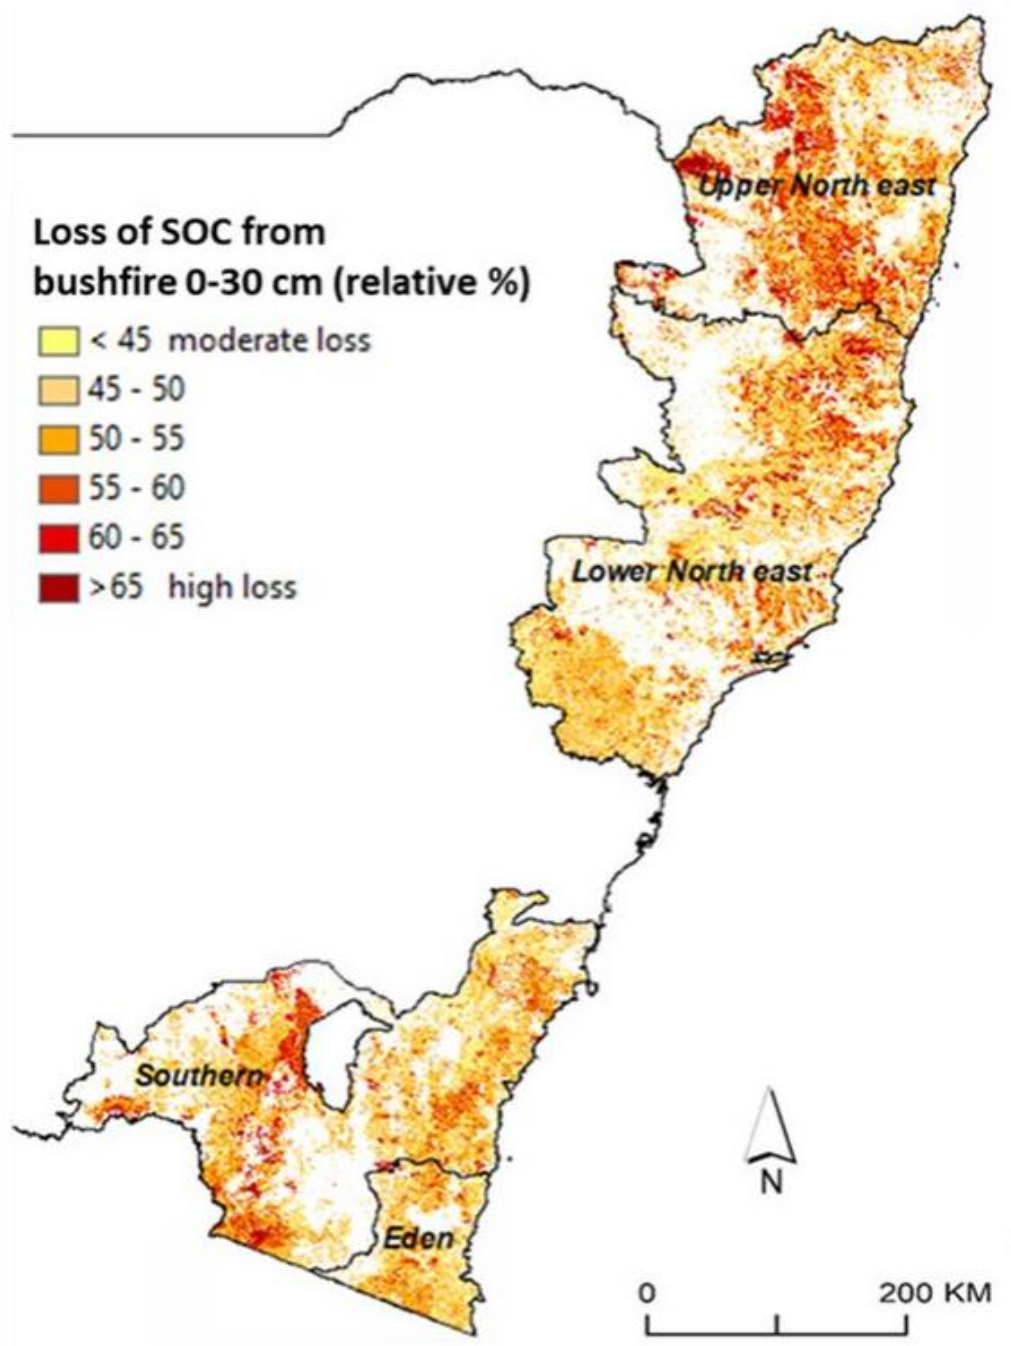 Upper North east
Loss of SOC from
bushfire 0-30 cm (relative %)
< 45 moderate loss
45 - 50
50 - 55
55 - 60
60 - 65
>65 high loss
Lower North east
Southern
Eden
N
0 200 KM